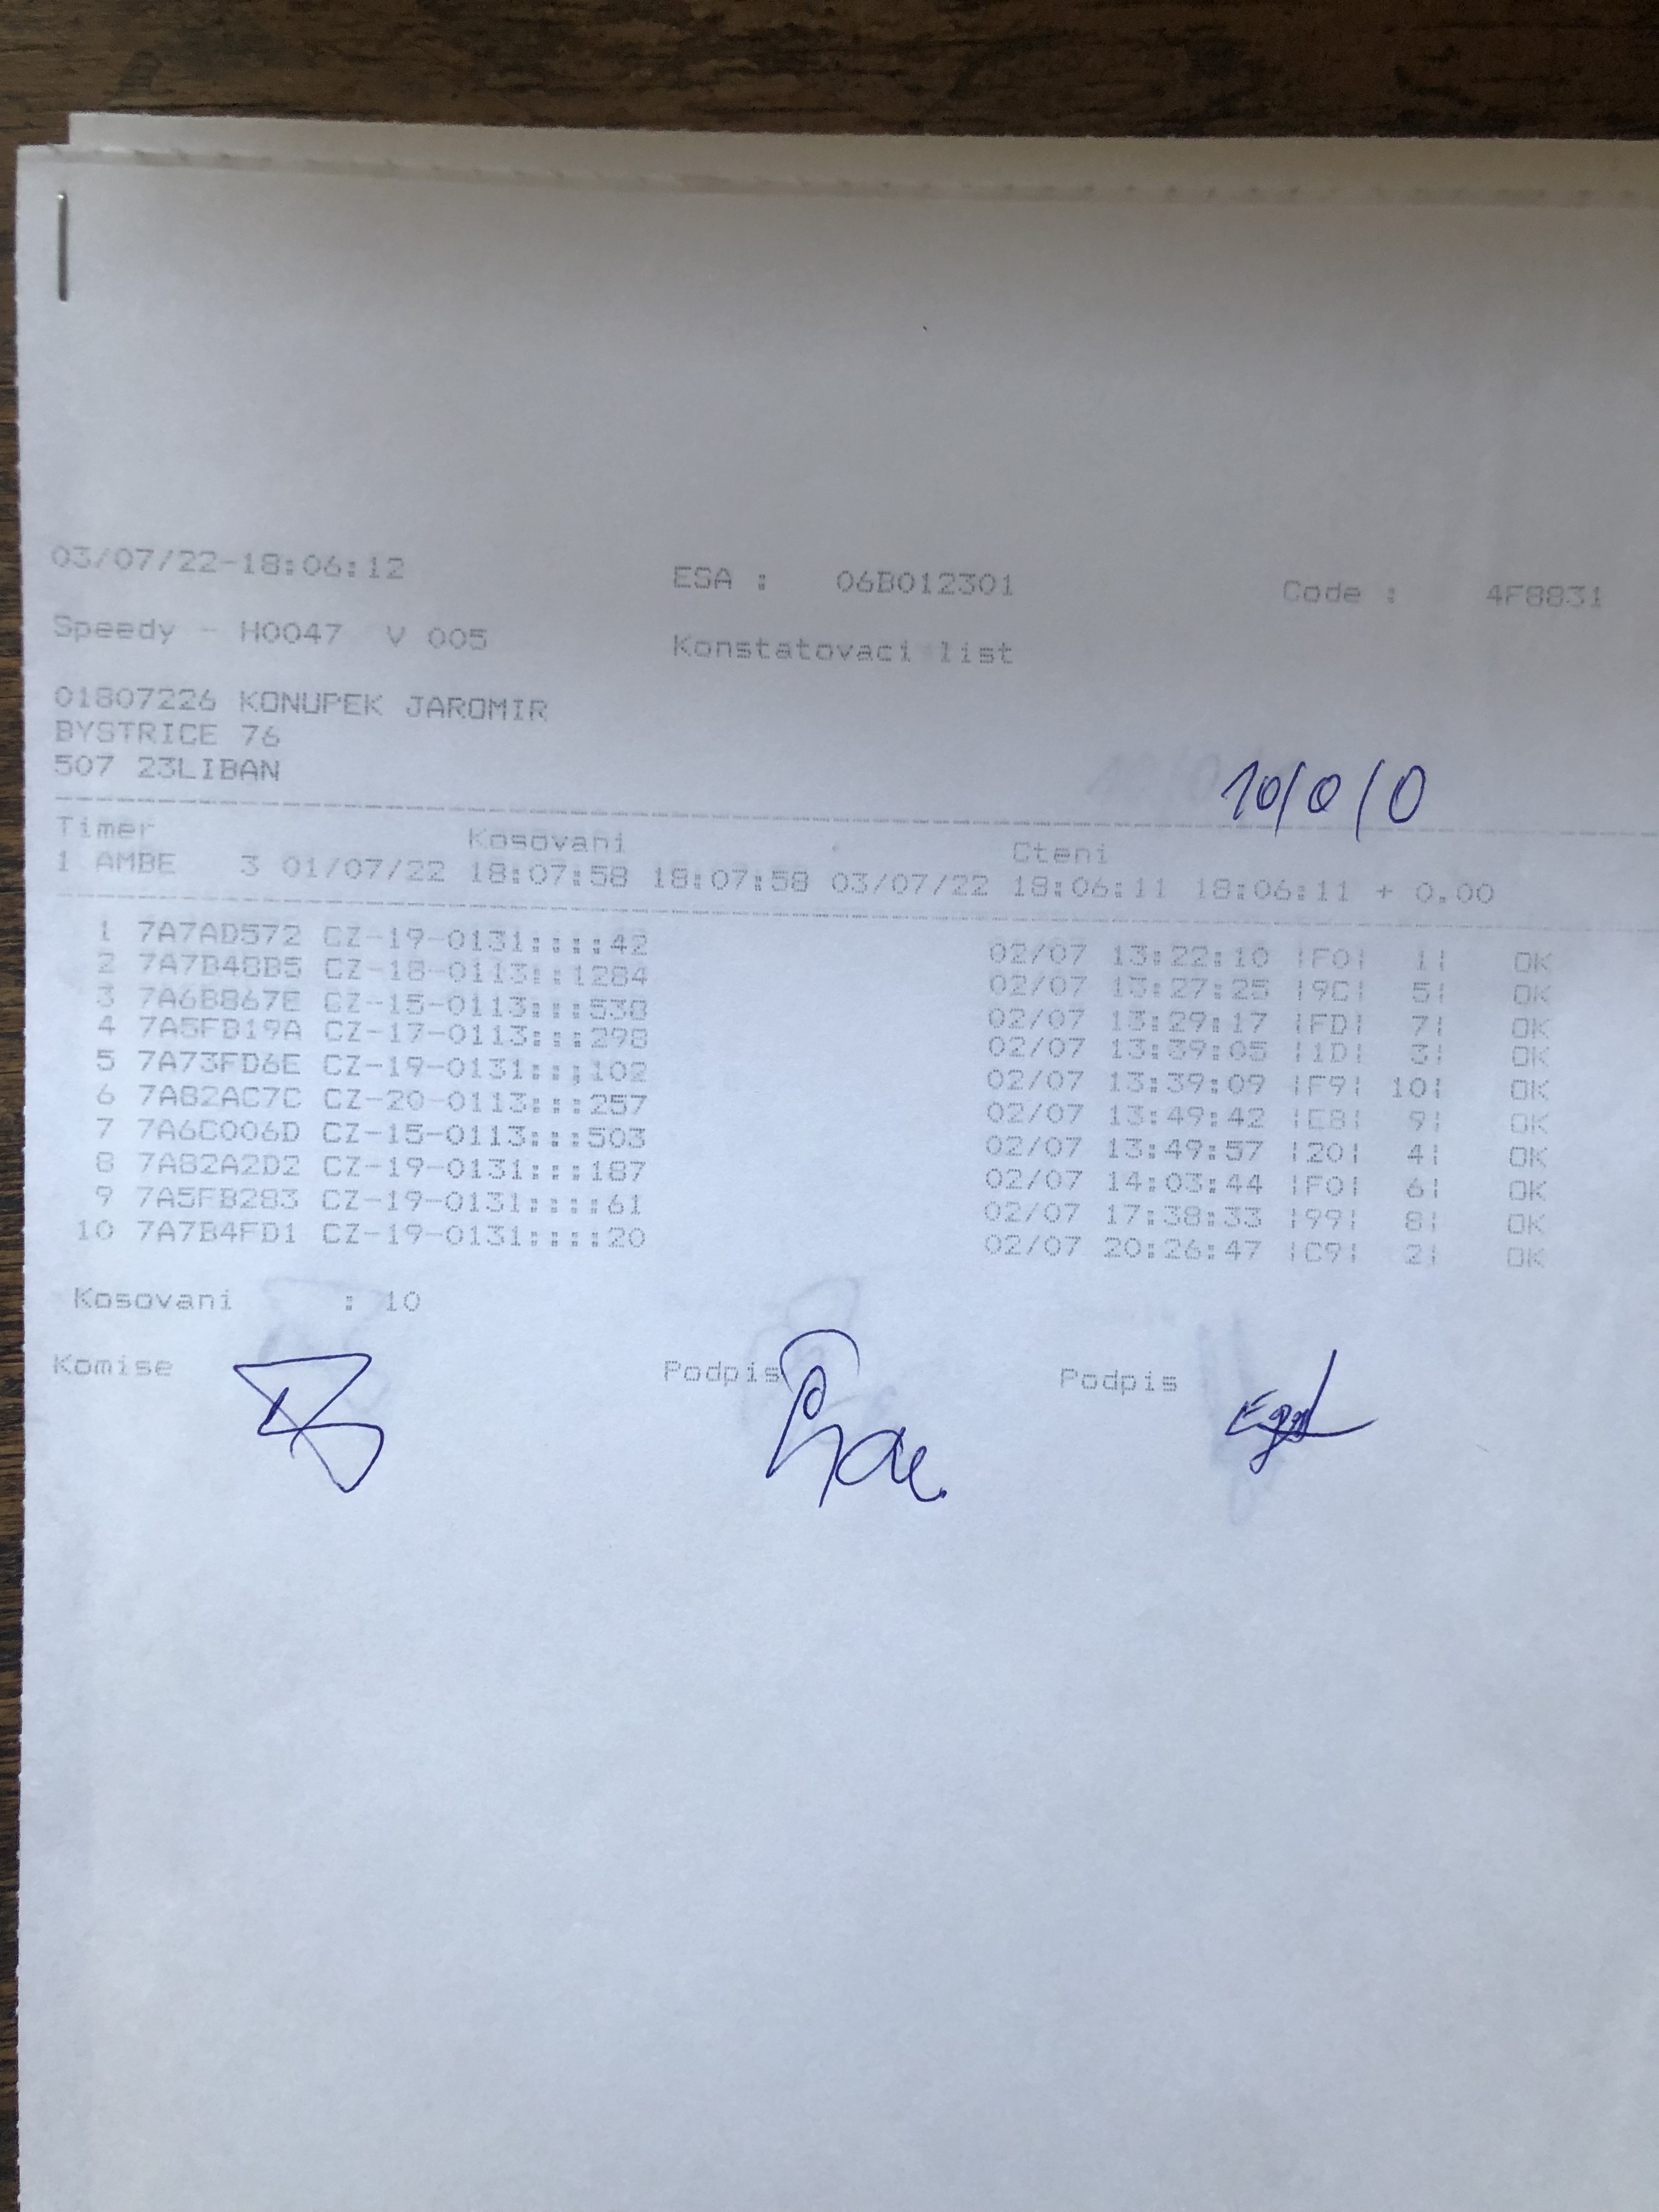 03/07/22-18:06:12 ESA : 06B012301 Code : 4F8831
Speedy - H0047 V 005 Konstatovaci list
01807226 KONUPEK JAROMIR
BYSTRICE 76
507 23LIBAN
10/0/0
Timer Kosovani Cteni
1 AMBE 3 01/07/22 18:07:58 18:07:58 03/07/22 18:06:11 18:06:11 + 0.00
1 7A7AD572 CZ-19-0131::::42 02/07 13:22:10 |F0| 1| OK
2 7A7B48B5 CZ-18-0113::1284 02/07 13:27:25 |9C| 5| OK
3 7A6B867E CZ-15-0113:::538 02/07 13:29:17 |FD| 7| OK
4 7A5FB19A CZ-17-0113:::298 02/07 13:39:05 |1D| 3| OK
5 7A73FD6E CZ-19-0131:::102 02/07 13:39:09 |F9| 10| OK
6 7A82AC7C CZ-20-0113:::257 02/07 13:49:42 |E8| 9| OK
7 7A6C006D CZ-15-0113:::503 02/07 13:49:57 |20| 4| OK
8 7A82A2D2 CZ-19-0131:::187 02/07 14:03:44 |F0| 6| OK
9 7A5FB283 CZ-19-0131::::61 02/07 17:38:33 |99| 8| OK
10 7A7B4FD1 CZ-19-0131::::20 02/07 20:26:47 |C9| 2| OK
Kosovani : 10
Komise Podpis Podpis